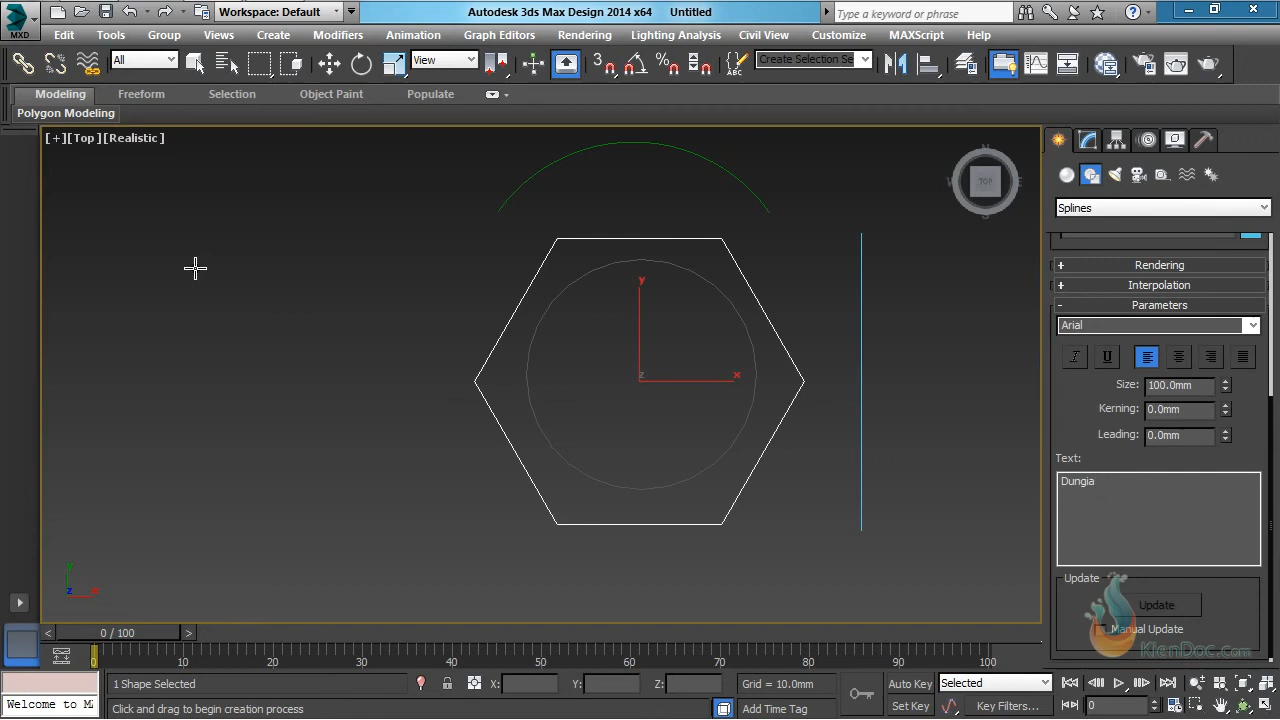 Workspace: Default
Autodesk 3ds Max Design 2014 x64 Untitled
Type a keyword or phrase
MXD
Edit Tools Group Views Create Modifiers Animation Graph Editors Rendering Lighting Analysis Civil View Customize MAXScript Help
All
View
3
Create Selection Se
Modeling Freeform Selection Object Paint Populate
Polygon Modeling
[+][Top][Realistic]
N
TOP
W E
S
Splines
+ Rendering
+ Interpolation
- Parameters
Arial
I U
Size: 100.0mm
Kerning: 0.0mm
Leading: 0.0mm
Text:
Dungia
Update
Update
Manual Update
KienDoc.com
y
z x
y
z x
< 0 / 100 >
0 10 20 30 40 50 60 70 80 90 100
1 Shape Selected X: Y: Z: Grid = 10.0mm Auto Key Selected
Welcome to MA Click and drag to begin creation process Add Time Tag Set Key Key Filters... 0